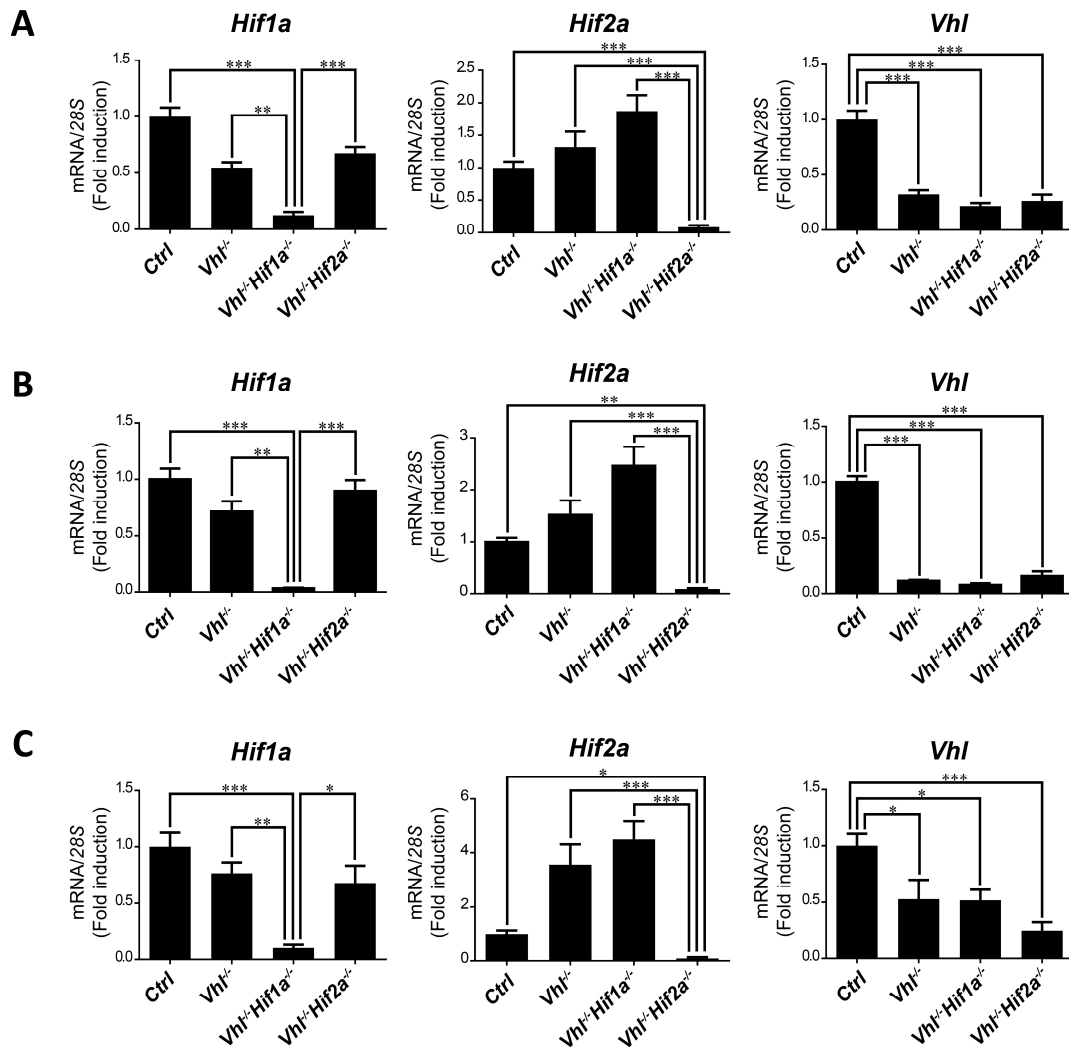 A
Hif1a
Hif2a
Vhl
mRNA/28S
(Fold induction)
1.5
1.0
0.5
0.0
*** ***
**
Ctrl
Vhl-/-
Vhl-/-Hif1a-/-
Vhl-/-Hif2a-/-
mRNA/28S
(Fold induction)
2.5
2.0
1.5
1.0
0.5
0.0
***
***
***
Ctrl
Vhl-/-
Vhl-/-Hif1a-/-
Vhl-/-Hif2a-/-
mRNA/28S
(Fold induction)
1.5
1.0
0.5
0.0
***
***
***
Ctrl
Vhl-/-
Vhl-/-Hif1a-/-
Vhl-/-Hif2a-/-
B
Hif1a
Hif2a
Vhl
mRNA/28S
(Fold induction)
1.5
1.0
0.5
0.0
*** ***
**
Ctrl
Vhl-/-
Vhl-/-Hif1a-/-
Vhl-/-Hif2a-/-
mRNA/28S
(Fold induction)
3
2
1
0
**
***
***
Ctrl
Vhl-/-
Vhl-/-Hif1a-/-
Vhl-/-Hif2a-/-
mRNA/28S
(Fold induction)
1.5
1.0
0.5
0.0
***
***
***
Ctrl
Vhl-/-
Vhl-/-Hif1a-/-
Vhl-/-Hif2a-/-
C
Hif1a
Hif2a
Vhl
mRNA/28S
(Fold induction)
1.5
1.0
0.5
0.0
*** *
**
Ctrl
Vhl-/-
Vhl-/-Hif1a-/-
Vhl-/-Hif2a-/-
mRNA/28S
(Fold induction)
6
4
2
0
*
***
***
Ctrl
Vhl-/-
Vhl-/-Hif1a-/-
Vhl-/-Hif2a-/-
mRNA/28S
(Fold induction)
1.5
1.0
0.5
0.0
***
*
*
Ctrl
Vhl-/-
Vhl-/-Hif1a-/-
Vhl-/-Hif2a-/-